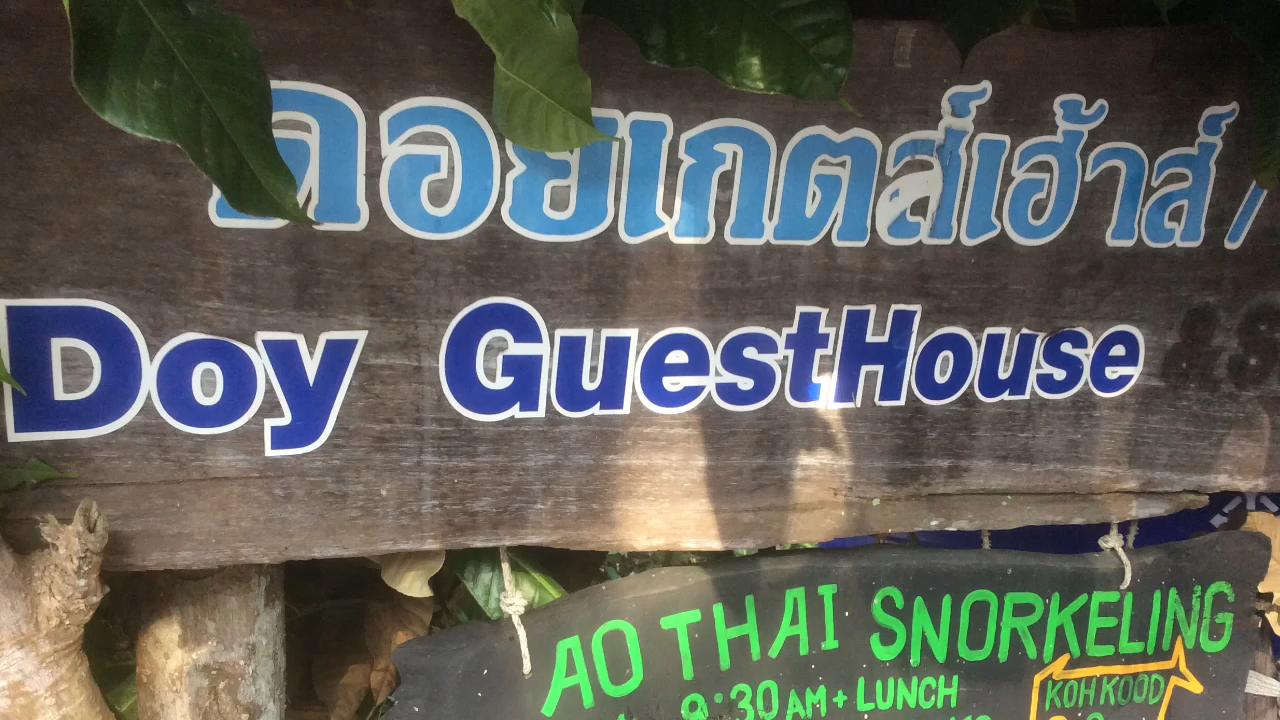 ดอยเกตส์เฮ้าส์ /
Doy GuestHouse
AO THAI SNORKELING
9:30 AM + LUNCH
KOH KOOD